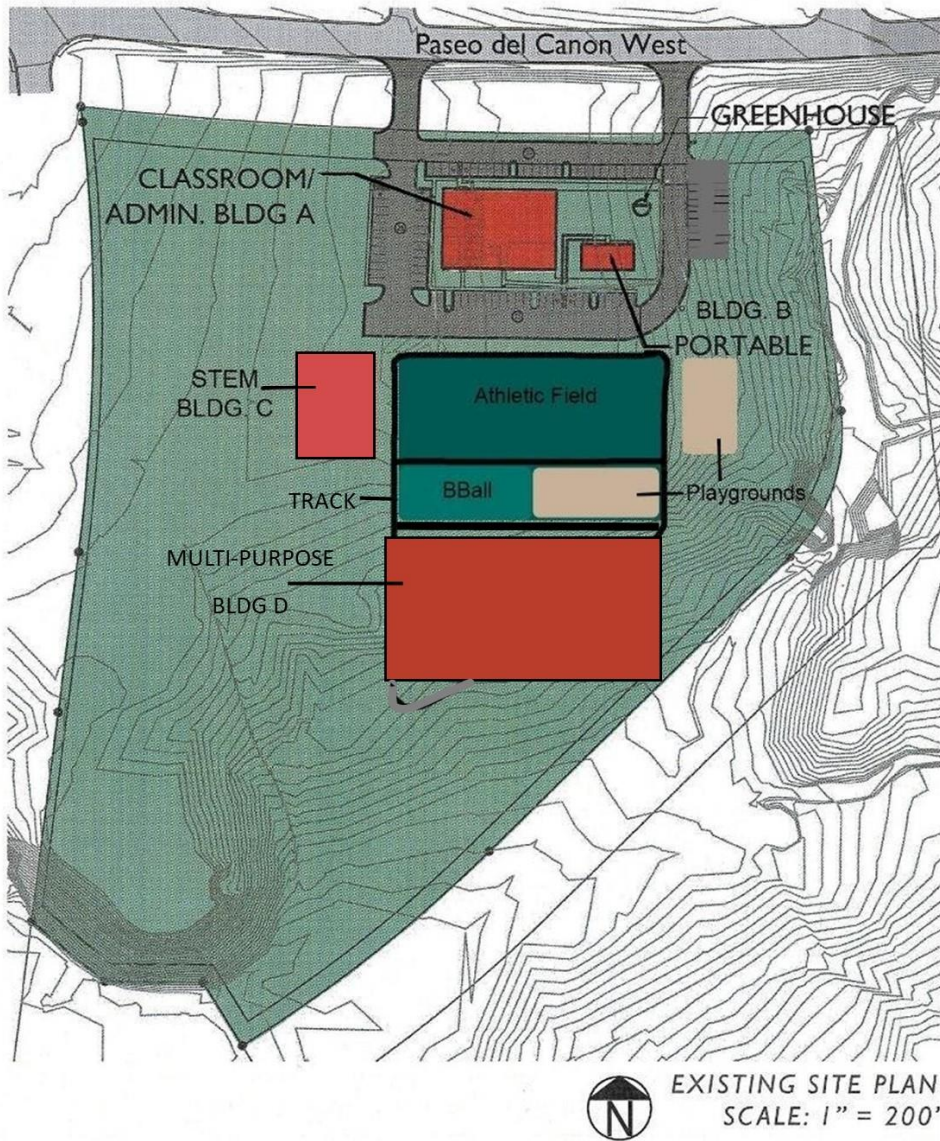 Paseo del Canon West
GREENHOUSE
CLASSROOM/
ADMIN. BLDG A
BLDG. B
PORTABLE
STEM
BLDG. C
Athletic Field
TRACK
BBall
Playgrounds
MULTI-PURPOSE
BLDG D
N
EXISTING SITE PLAN
SCALE: 1" = 200'